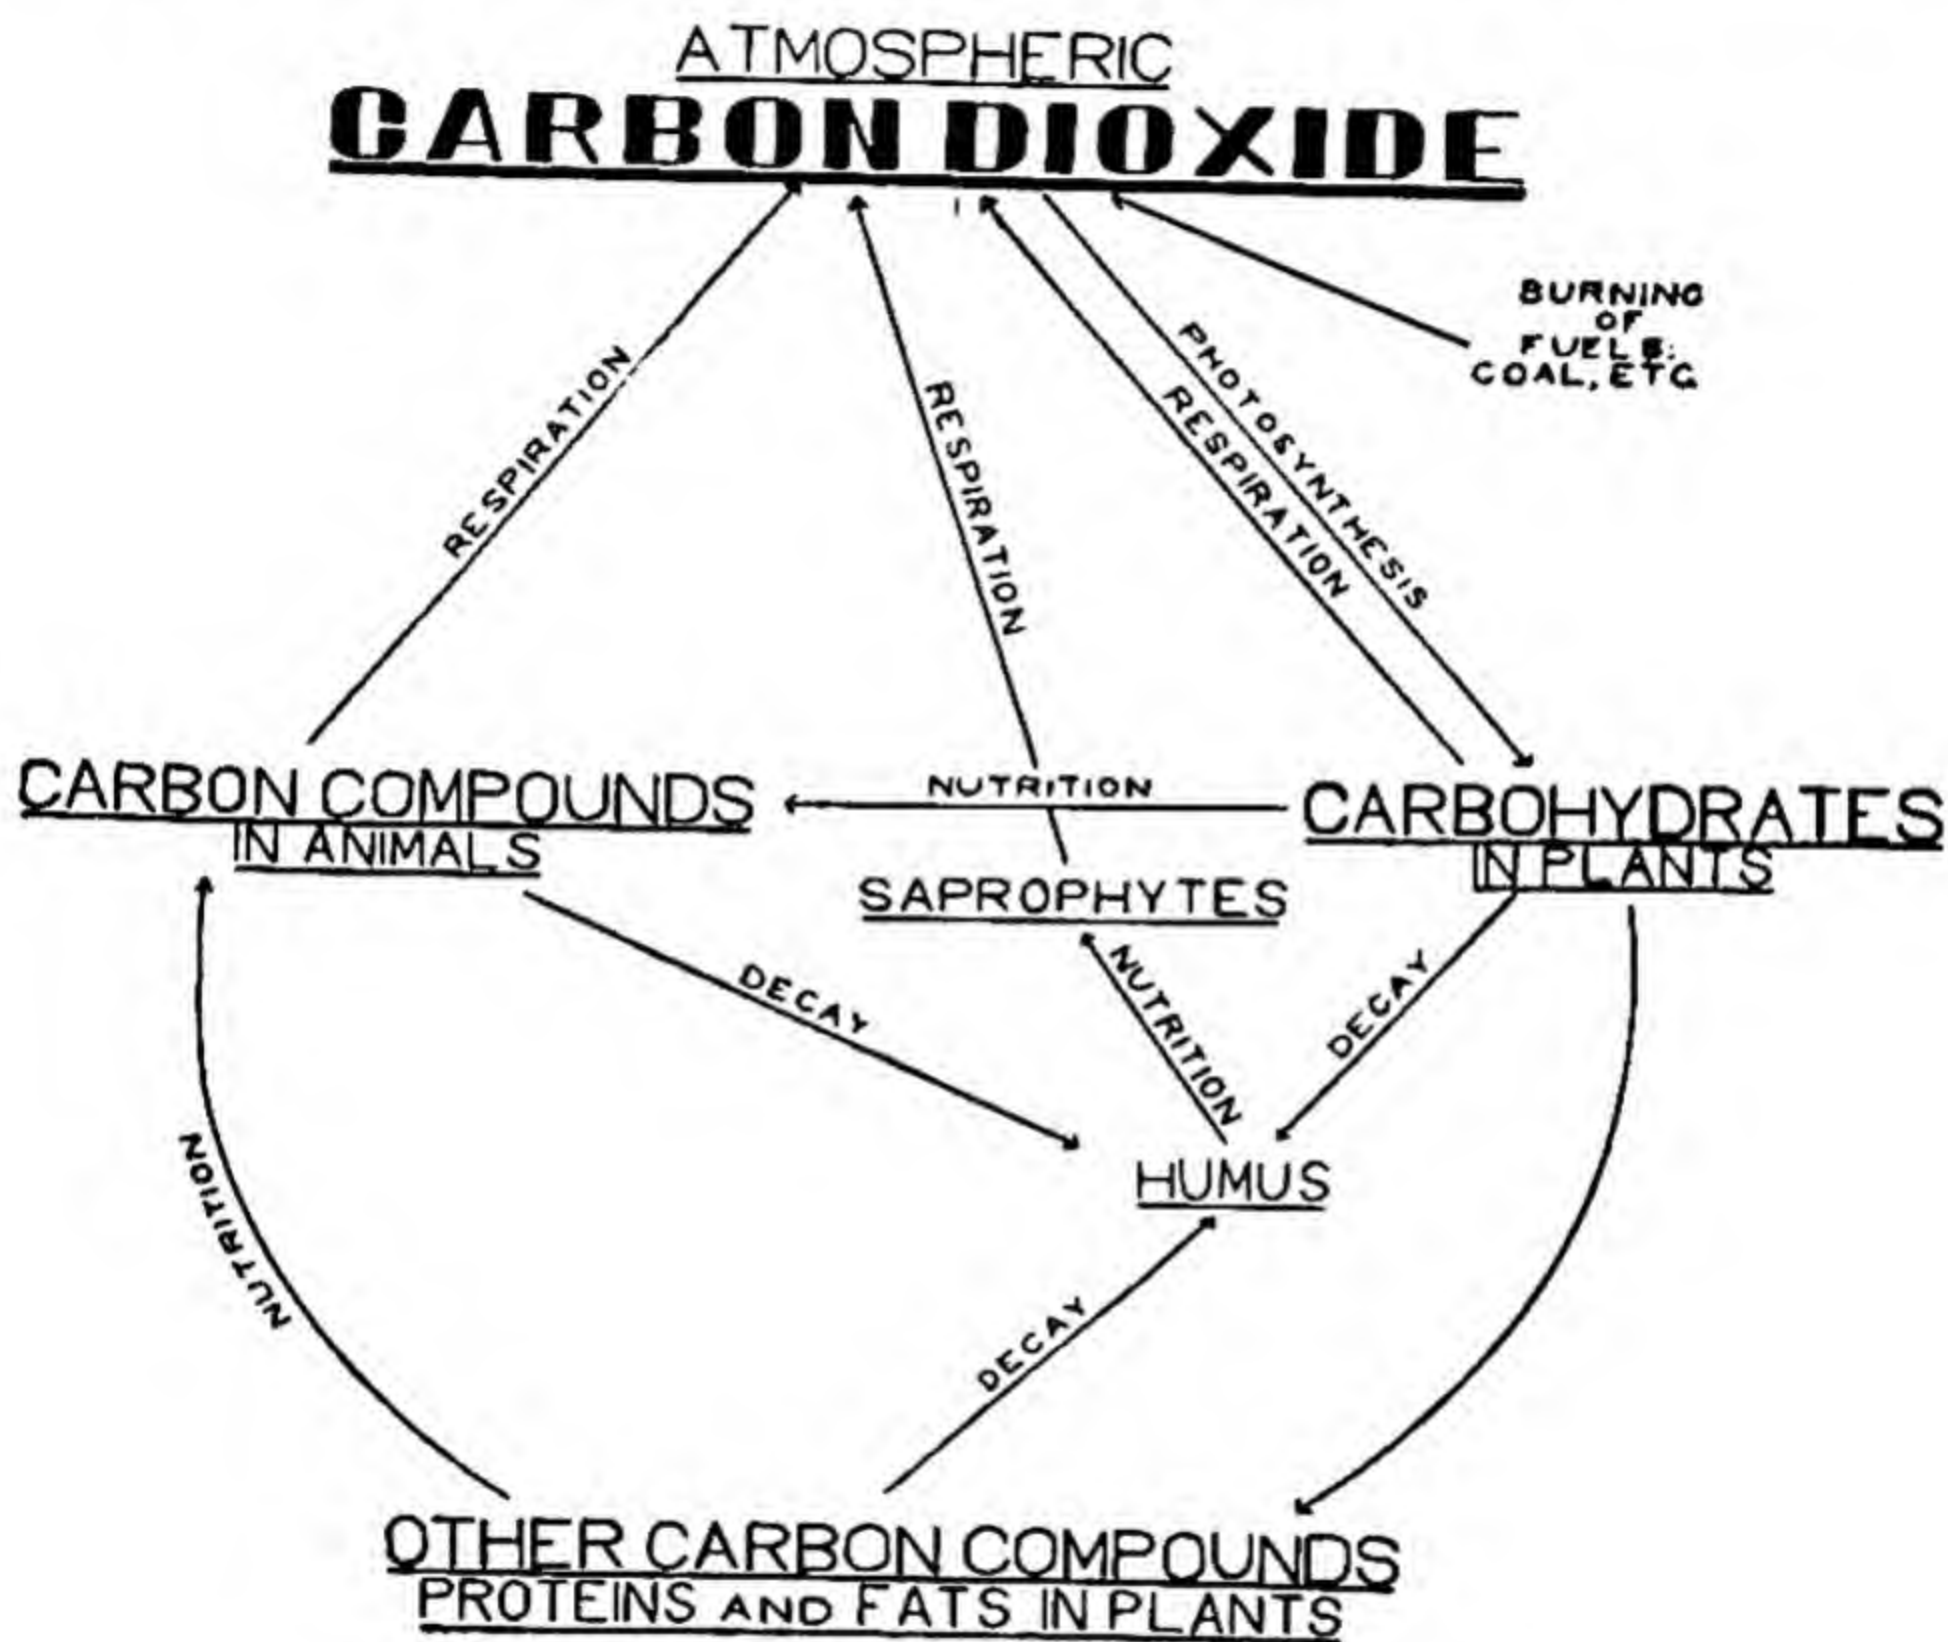 ATMOSPHERIC
CARBON DIOXIDE
BURNING
OF
FUELS:
COAL, ETC
PHOTOSYNTHESIS
RESPIRATION
RESPIRATION
RESPIRATION
CARBON COMPOUNDS
IN ANIMALS
NUTRITION
CARBOHYDRATES
IN PLANTS
SAPROPHYTES
DECAY
NUTRITION
DECAY
HUMUS
NUTRITION
DECAY
OTHER CARBON COMPOUNDS
PROTEINS AND FATS IN PLANTS